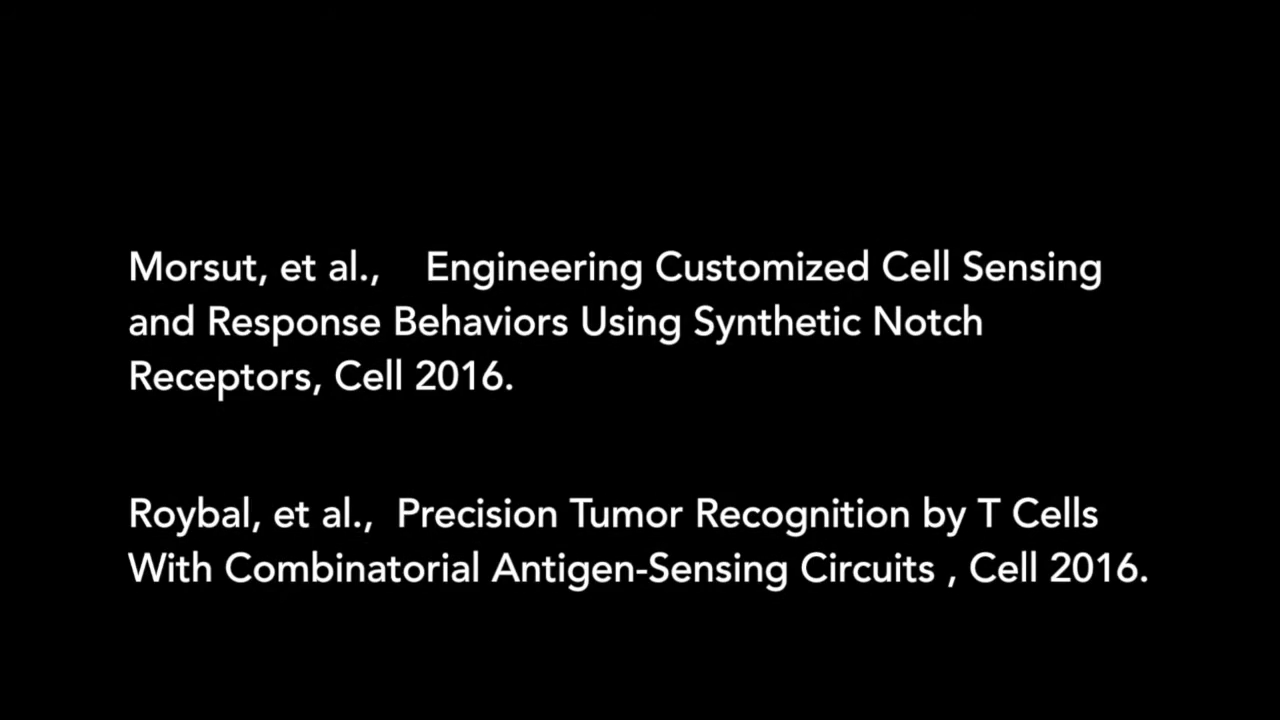 Morsut, et al.,    Engineering Customized Cell Sensing
and Response Behaviors Using Synthetic Notch
Receptors, Cell 2016.
Roybal, et al.,  Precision Tumor Recognition by T Cells
With Combinatorial Antigen-Sensing Circuits , Cell 2016.